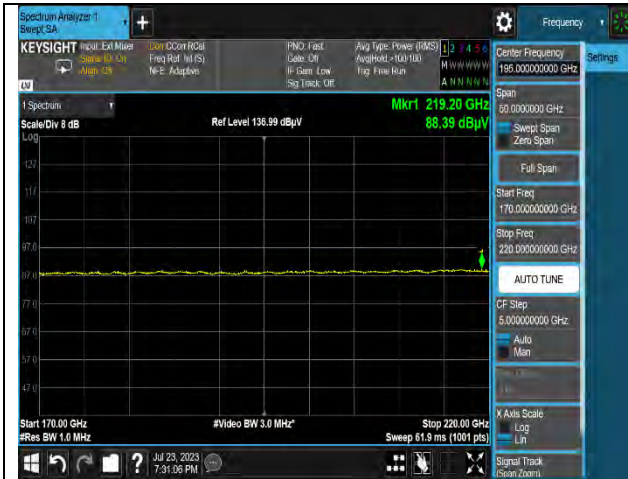 Spectrum Analyzer 1
Swept SA
+
Frequency
KEYSIGHT Input: Ext Mixer
Signal ID: On
Align: Off
Corr CCorr RCal
Freq Ref: Int (S)
NFE: Adaptive
PNO: Fast
Gate: Off
IF Gain: Low
Sig Track: Off
Avg Type: Power (RMS)
Avg|Hold:>100/100
Trig: Free Run
1 2 3 4 5 6
M W W W W W
A N N N N N
LXI
1 Spectrum
Scale/Div 8 dB
Ref Level 136.99 dBµV
Mkr1 219.20 GHz
88.39 dBµV
Log
127
117
107
97.0
87.0
77.0
67.0
57.0
47.0
Start 170.00 GHz
#Res BW 1.0 MHz
#Video BW 3.0 MHz*
Stop 220.00 GHz
Sweep 61.9 ms (1001 pts)
Jul 23, 2023
7:31:06 PM
Center Frequency
195.000000000 GHz
Settings
Span
50.0000000 GHz
Swept Span
Zero Span
Full Span
Start Freq
170.000000000 GHz
Stop Freq
220.000000000 GHz
AUTO TUNE
CF Step
5.000000000 GHz
Auto
Man
X Axis Scale
Log
Lin
Signal Track
(Span Zoom)